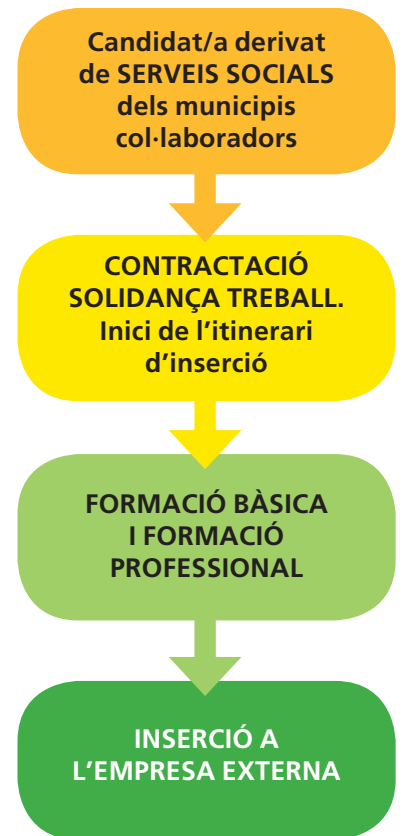 Candidat/a derivat
de SERVEIS SOCIALS
dels municipis
col·laboradors
CONTRACTACIÓ
SOLIDANÇA TREBALL.
Inici de l’itinerari
d’inserció
FORMACIÓ BÀSICA
I FORMACIÓ
PROFESSIONAL
INSERCIÓ A
L’EMPRESA EXTERNA